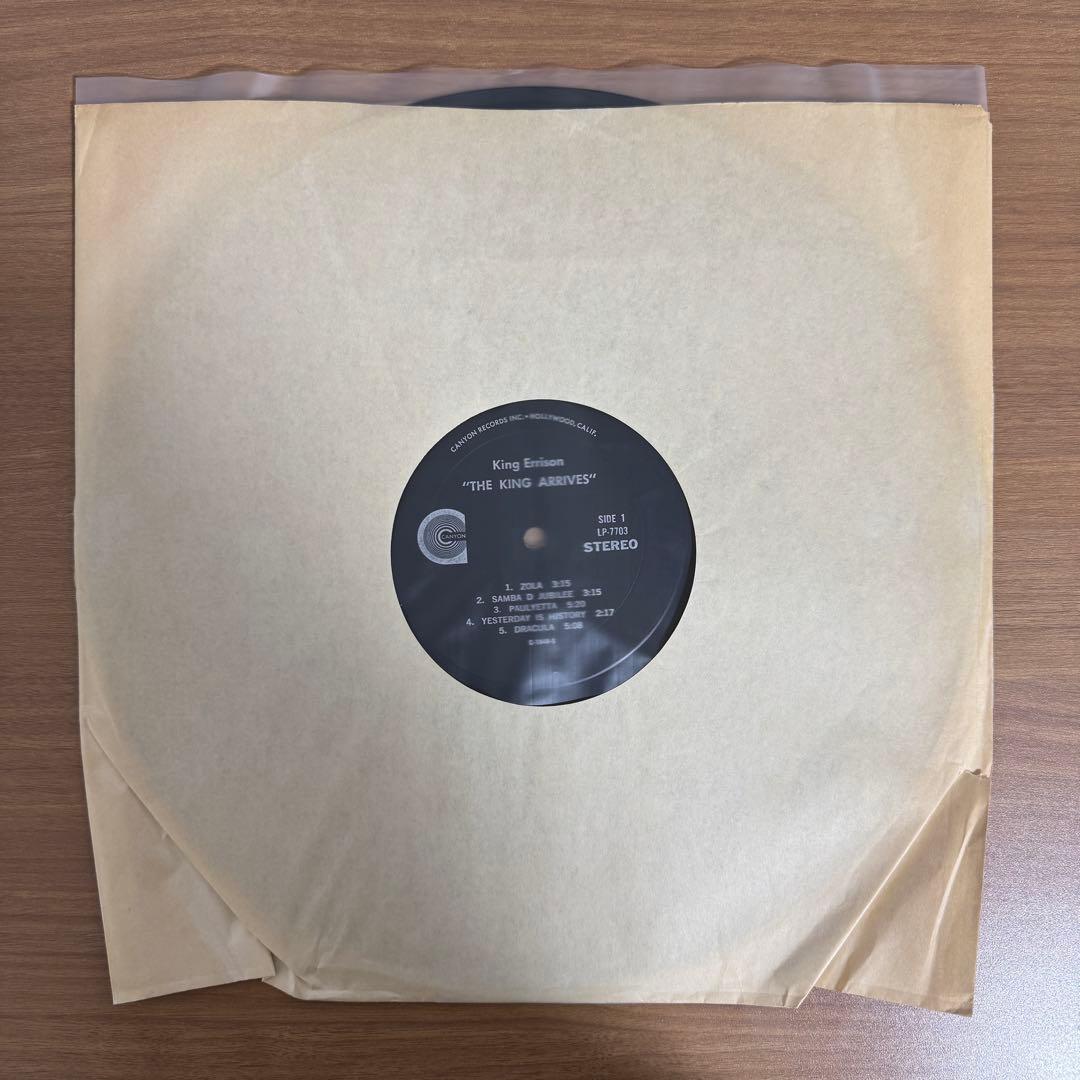 CANYON RECORDS INC. • HOLLYWOOD, CALIF.
King Errison
"THE KING ARRIVES"
CANYON
SIDE 1
LP-7703
STEREO
1. ZOLA 3:15
2. SAMBA D JUBILEE 3:15
3. PAULYETTA 5:20
4. YESTERDAY IS HISTORY 2:17
5. DRACULA 5:08